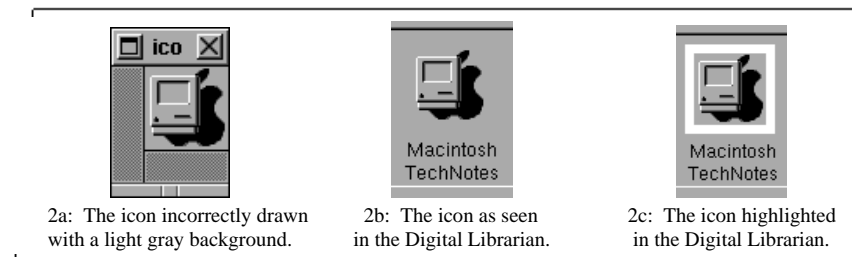 ico
Macintosh
TechNotes
Macintosh
TechNotes
2a: The icon incorrectly drawn
with a light gray background.
2b: The icon as seen
in the Digital Librarian.
2c: The icon highlighted
in the Digital Librarian.